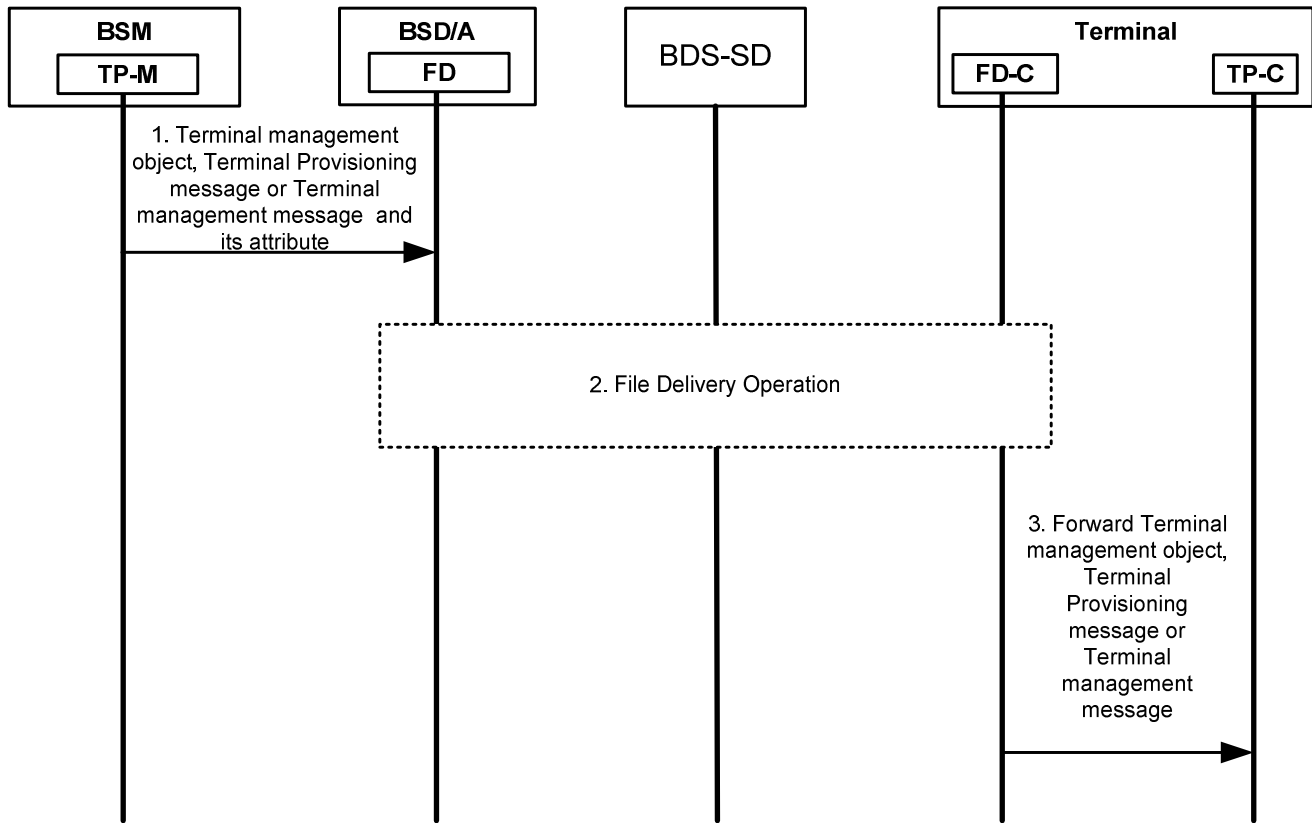 BSM
TP-M
BSD/A
FD
BDS-SD
Terminal
FD-C
TP-C
1. Terminal management
object, Terminal Provisioning
message or Terminal
management message and
its attribute
2. File Delivery Operation
3. Forward Terminal
management object,
Terminal
Provisioning
message or
Terminal
management
message